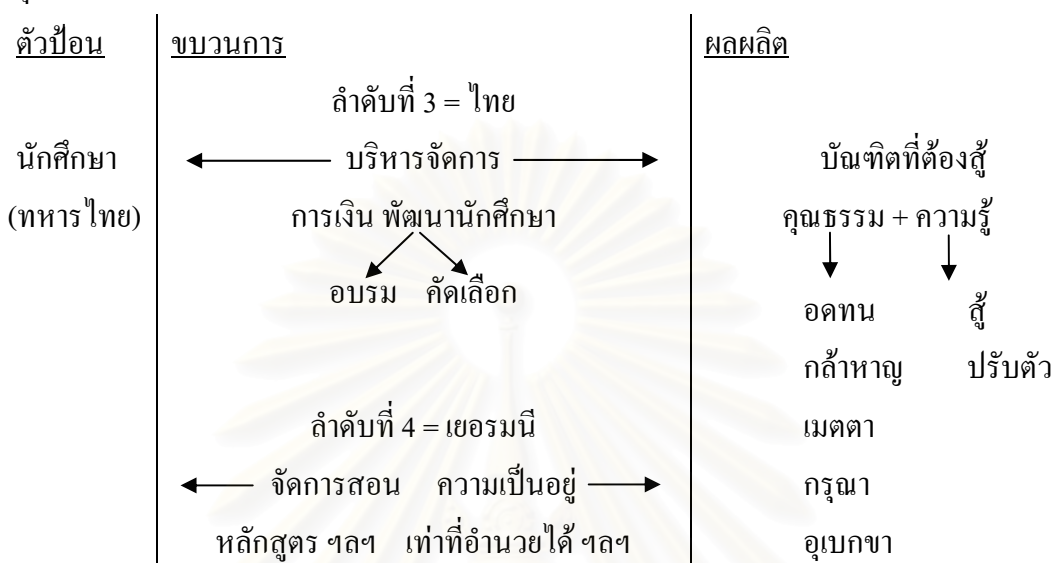 ตัวป้อน ขบวนการ ผลผลิต
ลำดับที่ 3 = ไทย
นักศึกษา บริหารจัดการ บัณฑิตที่ต้องสู้
(ทหารไทย) การเงิน พัฒนานักศึกษา คุณธรรม + ความรู้
อบรม คัดเลือก
อดทน สู้
กล้าหาญ ปรับตัว
ลำดับที่ 4 = เยอรมนี เมตตา
จัดการสอน ความเป็นอยู่ กรุณา
หลักสูตร ฯลฯ เท่าที่อำนวยได้ ฯลฯ อุเบกขา